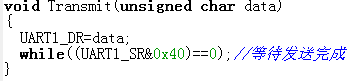 void Transmit(unsigned char data)
{
UART1_DR=data;
while((UART1_SR&0x40)==0);//等待发送完成
}